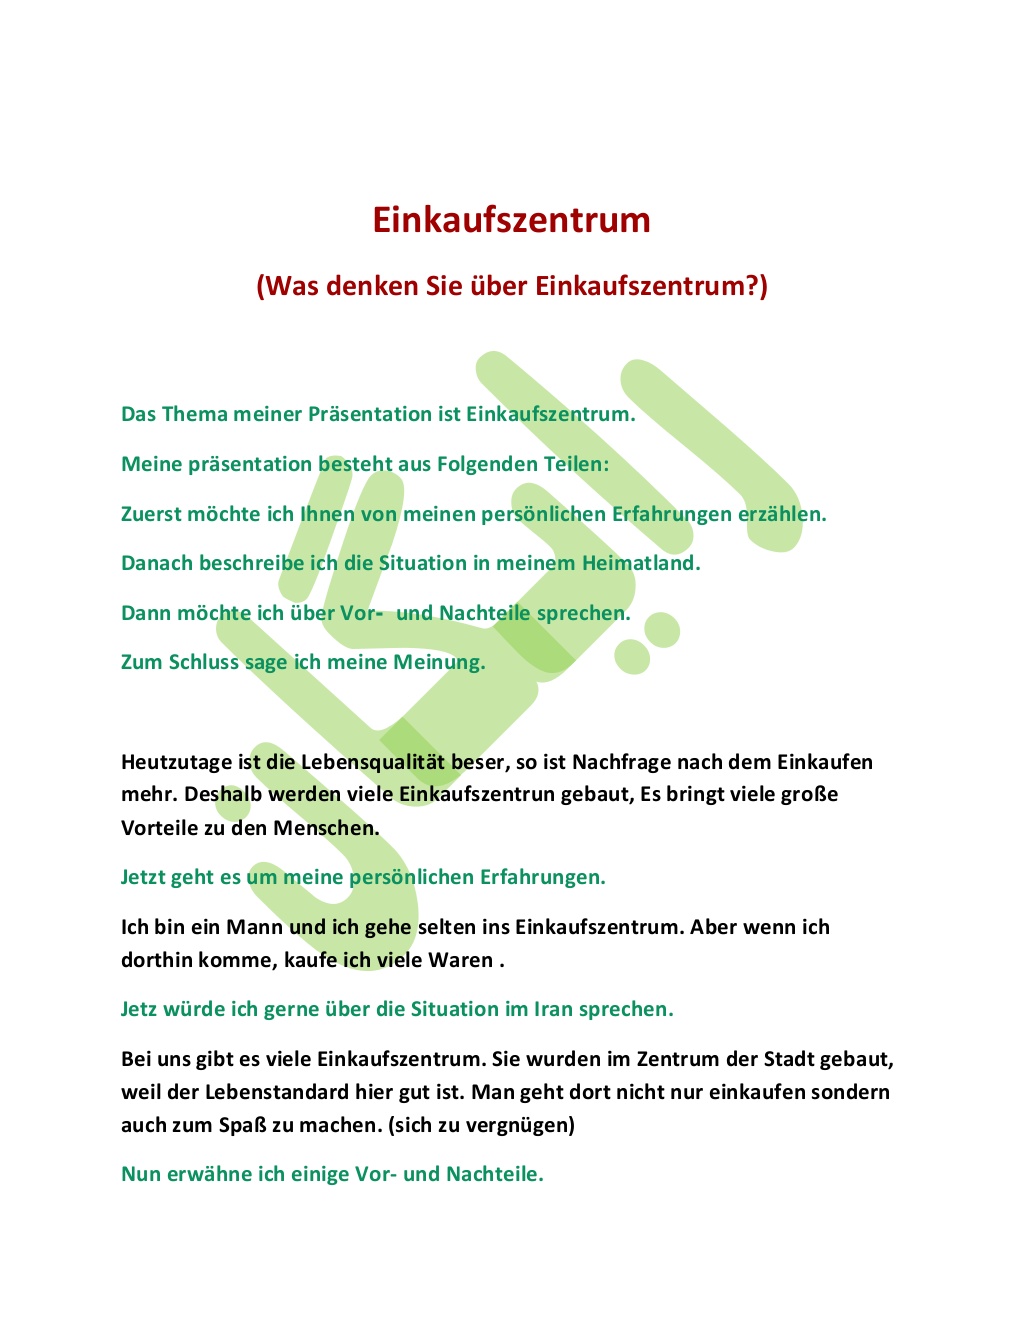 Einkaufszentrum
(Was denken Sie über Einkaufszentrum?)
Das Thema meiner Präsentation ist Einkaufszentrum.
Meine präsentation besteht aus Folgenden Teilen:
Zuerst möchte ich Ihnen von meinen persönlichen Erfahrungen erzählen.
Danach beschreibe ich die Situation in meinem Heimatland.
Dann möchte ich über Vor-  und Nachteile sprechen.
Zum Schluss sage ich meine Meinung.
Heutzutage ist die Lebensqualität beser, so ist Nachfrage nach dem Einkaufen
mehr. Deshalb werden viele Einkaufszentrun gebaut, Es bringt viele große
Vorteile zu den Menschen.
Jetzt geht es um meine persönlichen Erfahrungen.
Ich bin ein Mann und ich gehe selten ins Einkaufszentrum. Aber wenn ich
dorthin komme, kaufe ich viele Waren .
Jetz würde ich gerne über die Situation im Iran sprechen.
Bei uns gibt es viele Einkaufszentrum. Sie wurden im Zentrum der Stadt gebaut,
weil der Lebenstandard hier gut ist. Man geht dort nicht nur einkaufen sondern
auch zum Spaß zu machen. (sich zu vergnügen)
Nun erwähne ich einige Vor- und Nachteile.
رایگان